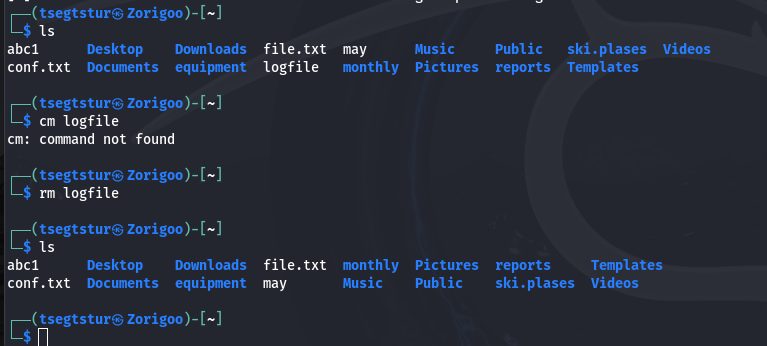 ┌──(tsegtstur㉿Zorigoo)-[~]
└─$ ls
abc1      Desktop    Downloads  file.txt  may      Music     Public   ski.plases  Videos
conf.txt  Documents  equipment  logfile   monthly  Pictures  reports  Templates
┌──(tsegtstur㉿Zorigoo)-[~]
└─$ cm logfile
cm: command not found
┌──(tsegtstur㉿Zorigoo)-[~]
└─$ rm logfile
┌──(tsegtstur㉿Zorigoo)-[~]
└─$ ls
abc1      Desktop    Downloads  file.txt  monthly  Pictures  reports     Templates
conf.txt  Documents  equipment  may       Music    Public    ski.plases  Videos
┌──(tsegtstur㉿Zorigoo)-[~]
└─$